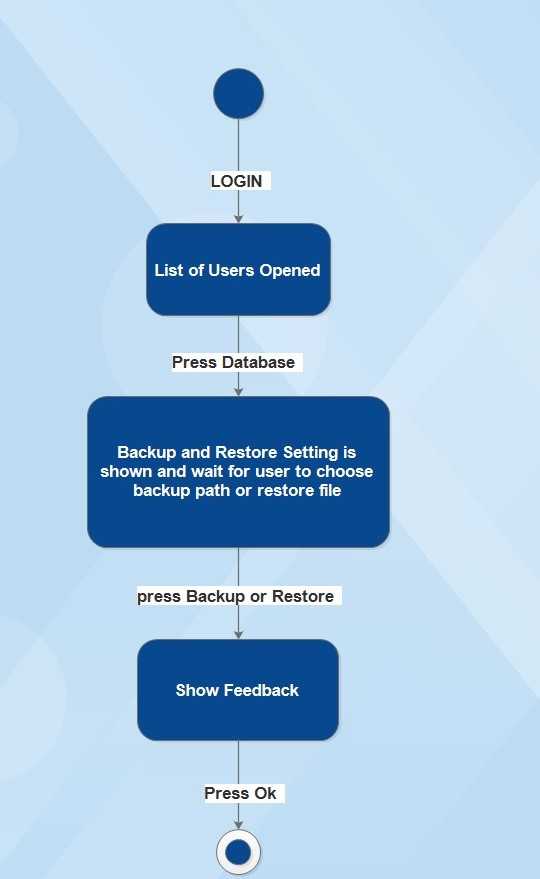 LOGIN
List of Users Opened
Press Database
Backup and Restore Setting is
shown and wait for user to choose
backup path or restore file
press Backup or Restore
Show Feedback
Press Ok